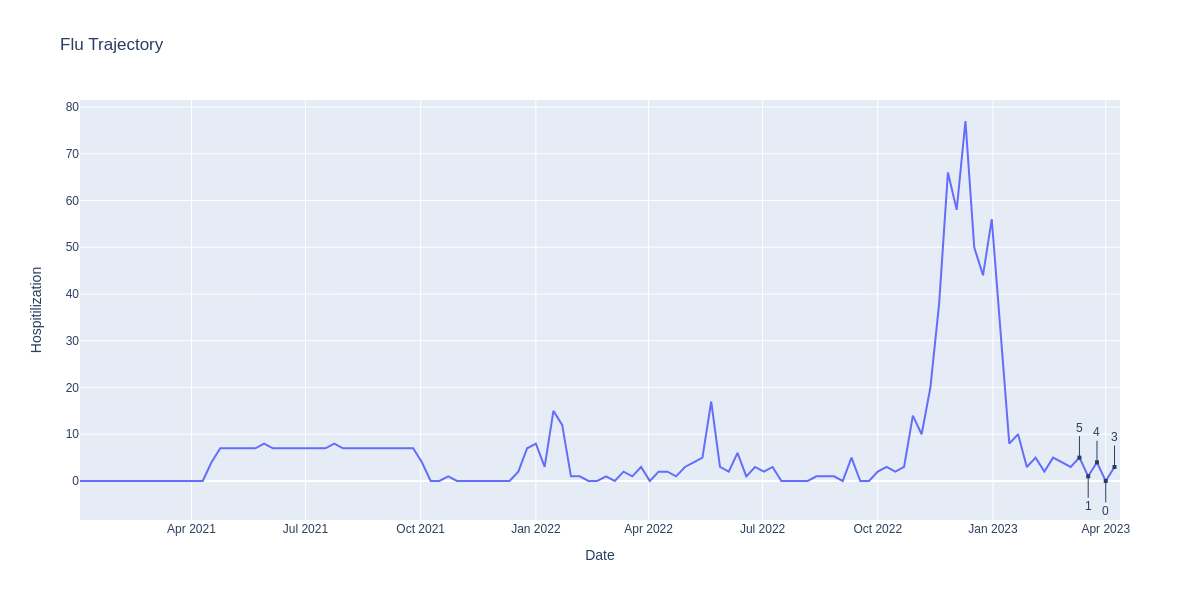 Flu Trajectory
80
70
60
50
40
30
20
10
0
Hospitilization
5
4
3
1
0
Apr 2021
Jul 2021
Oct 2021
Jan 2022
Apr 2022
Jul 2022
Oct 2022
Jan 2023
Apr 2023
Date